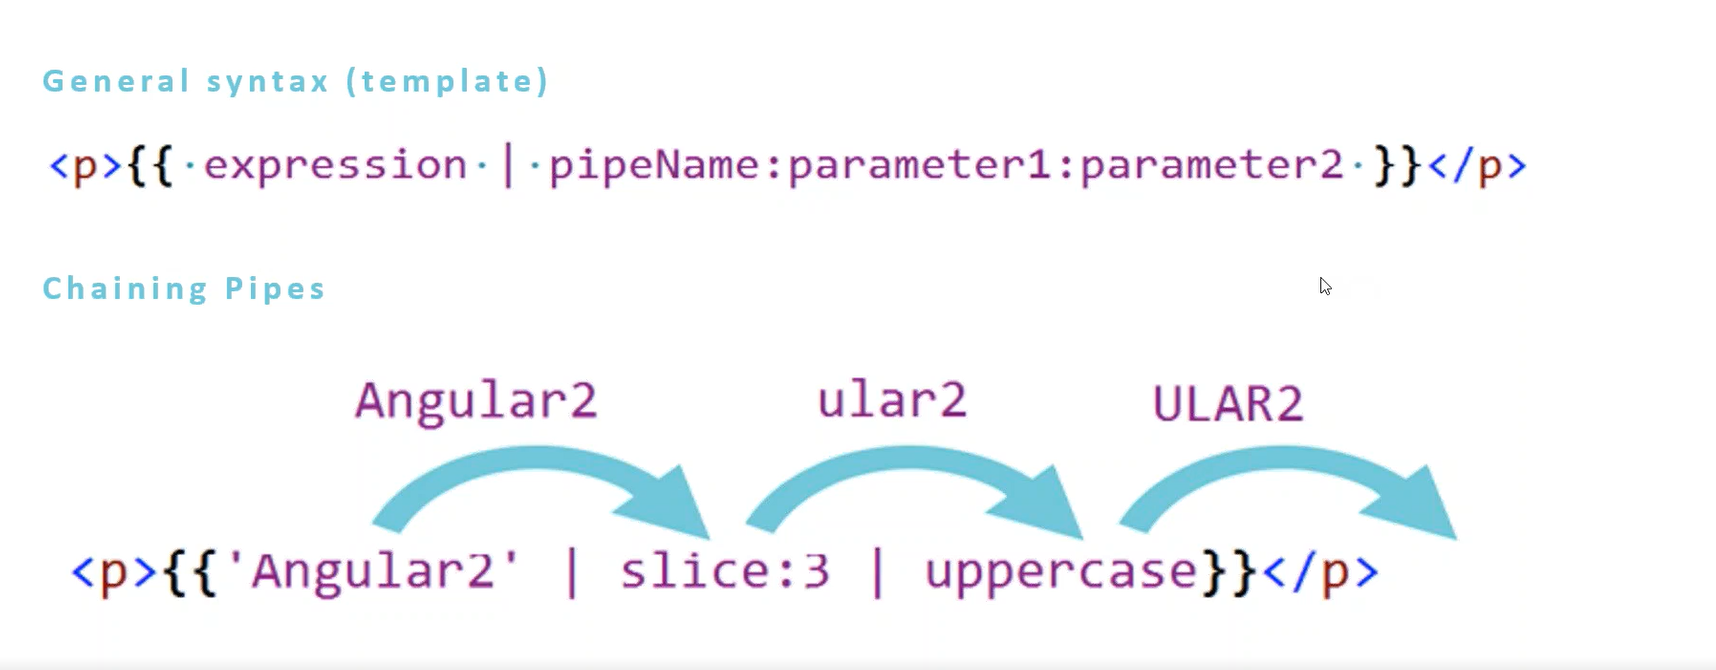 General syntax (template)
<p>{{·expression·|·pipeName:parameter1:parameter2·}}</p>
Chaining Pipes
Angular2 ular2 ULAR2
<p>{{'Angular2' | slice:3 | uppercase}}</p>